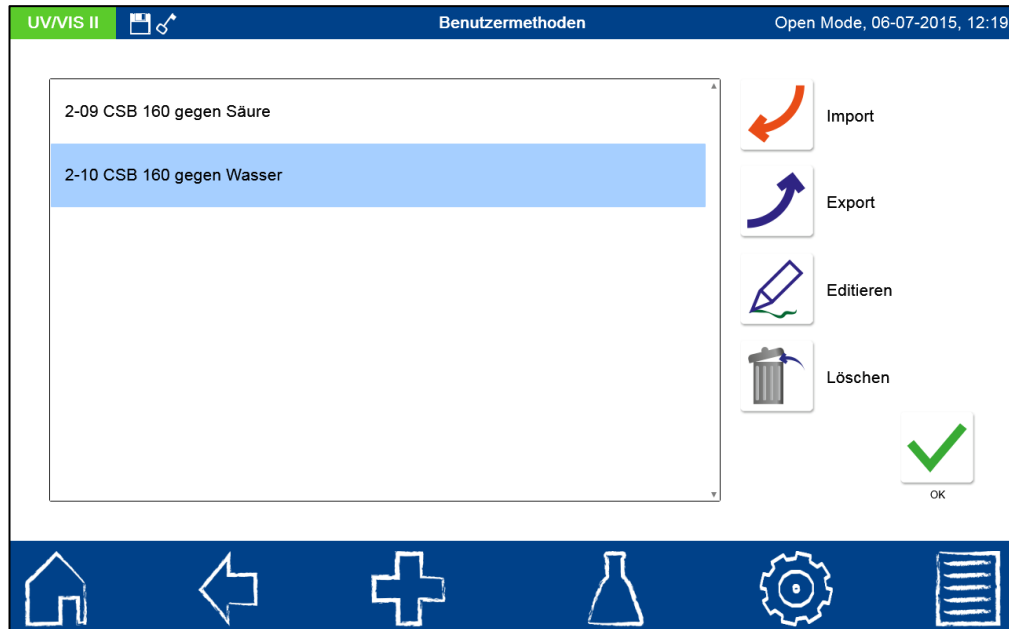 UV/VIS II Benutzermethoden Open Mode, 06-07-2015, 12:19
2-09 CSB 160 gegen Säure
2-10 CSB 160 gegen Wasser
Import
Export
Editieren
Löschen
OK